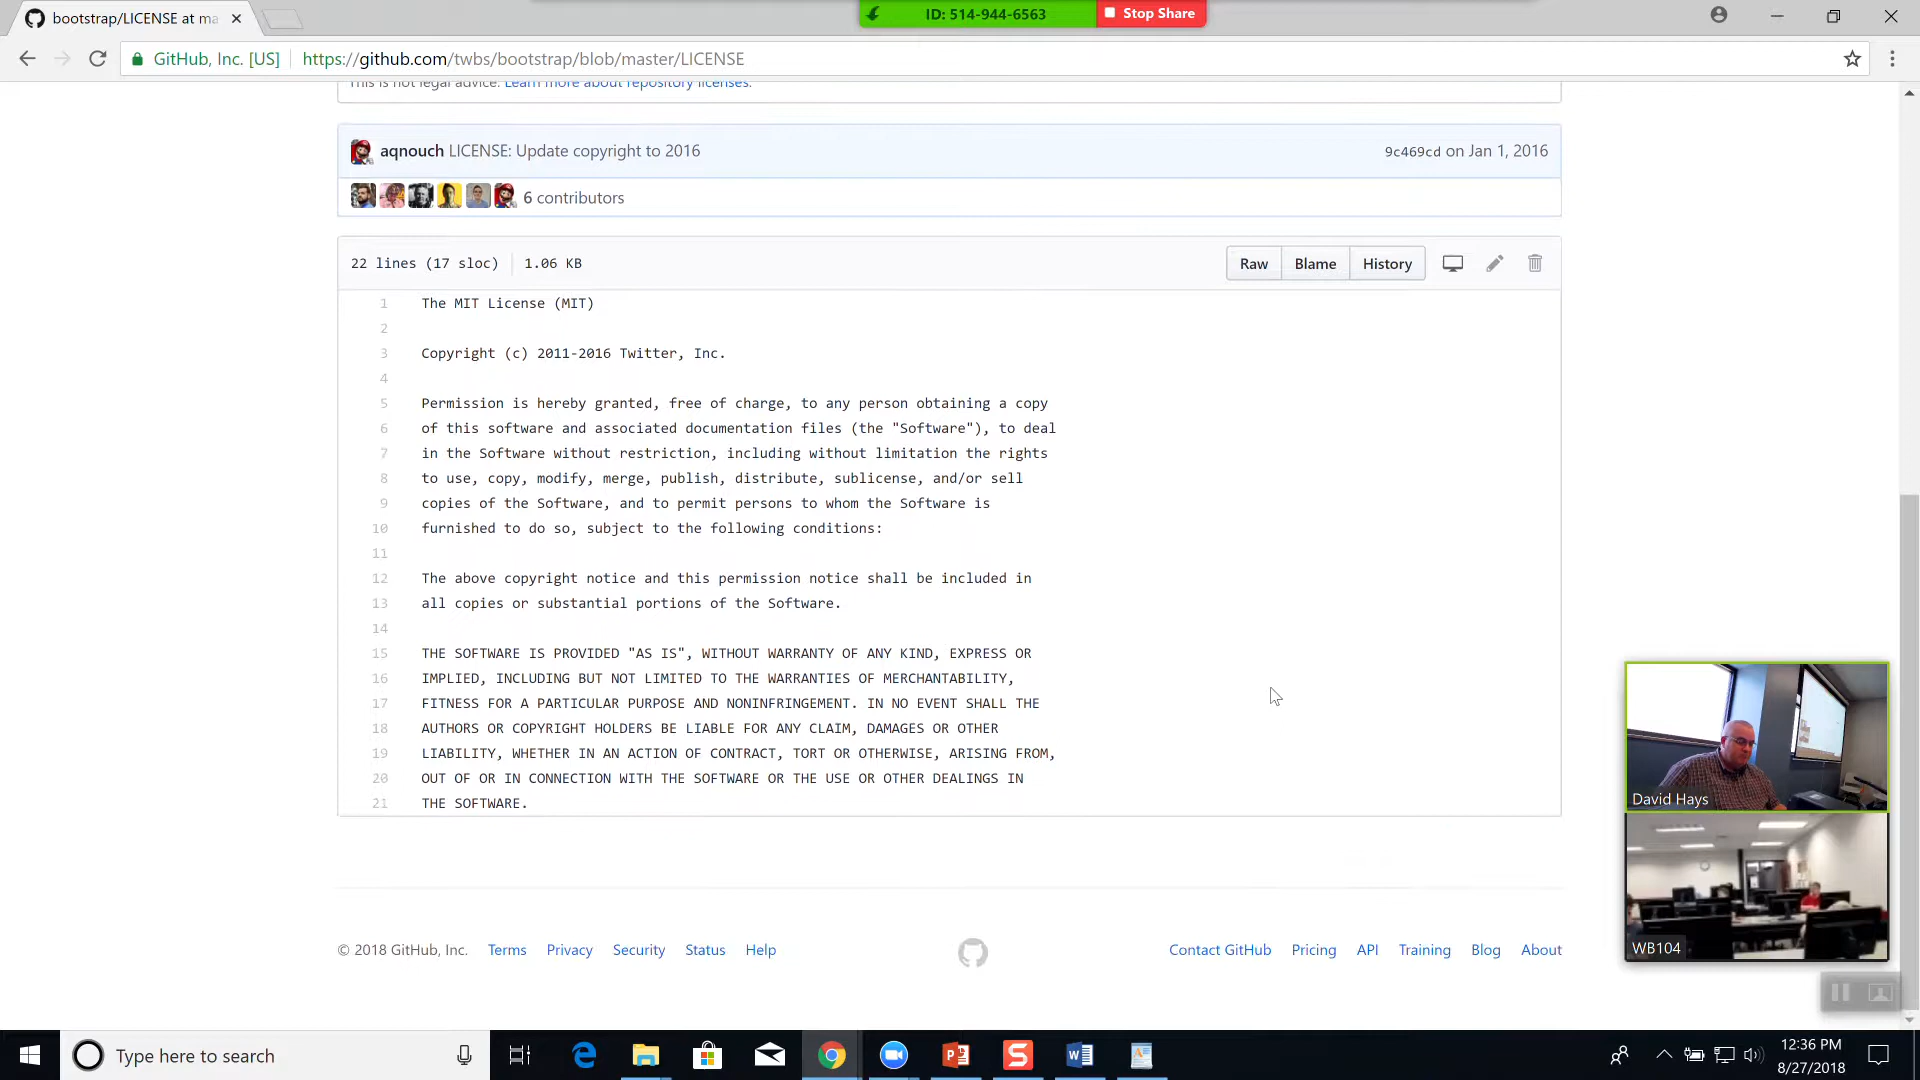 bootstrap/LICENSE at ma
ID: 514-944-6563
Stop Share
GitHub, Inc. [US]
https://github.com/twbs/bootstrap/blob/master/LICENSE
This is not legal advice. Learn more about repository licenses.
aqnouch LICENSE: Update copyright to 2016
9c469cd on Jan 1, 2016
6 contributors
22 lines (17 sloc)
1.06 KB
Raw
Blame
History
1 The MIT License (MIT)
2
3 Copyright (c) 2011-2016 Twitter, Inc.
4
5 Permission is hereby granted, free of charge, to any person obtaining a copy
6 of this software and associated documentation files (the "Software"), to deal
7 in the Software without restriction, including without limitation the rights
8 to use, copy, modify, merge, publish, distribute, sublicense, and/or sell
9 copies of the Software, and to permit persons to whom the Software is
10 furnished to do so, subject to the following conditions:
11
12 The above copyright notice and this permission notice shall be included in
13 all copies or substantial portions of the Software.
14
15 THE SOFTWARE IS PROVIDED "AS IS", WITHOUT WARRANTY OF ANY KIND, EXPRESS OR
16 IMPLIED, INCLUDING BUT NOT LIMITED TO THE WARRANTIES OF MERCHANTABILITY,
17 FITNESS FOR A PARTICULAR PURPOSE AND NONINFRINGEMENT. IN NO EVENT SHALL THE
18 AUTHORS OR COPYRIGHT HOLDERS BE LIABLE FOR ANY CLAIM, DAMAGES OR OTHER
19 LIABILITY, WHETHER IN AN ACTION OF CONTRACT, TORT OR OTHERWISE, ARISING FROM,
20 OUT OF OR IN CONNECTION WITH THE SOFTWARE OR THE USE OR OTHER DEALINGS IN
21 THE SOFTWARE.
David Hays
WB104
© 2018 GitHub, Inc.
Terms
Privacy
Security
Status
Help
Contact GitHub
Pricing
API
Training
Blog
About
Type here to search
12:36 PM
8/27/2018